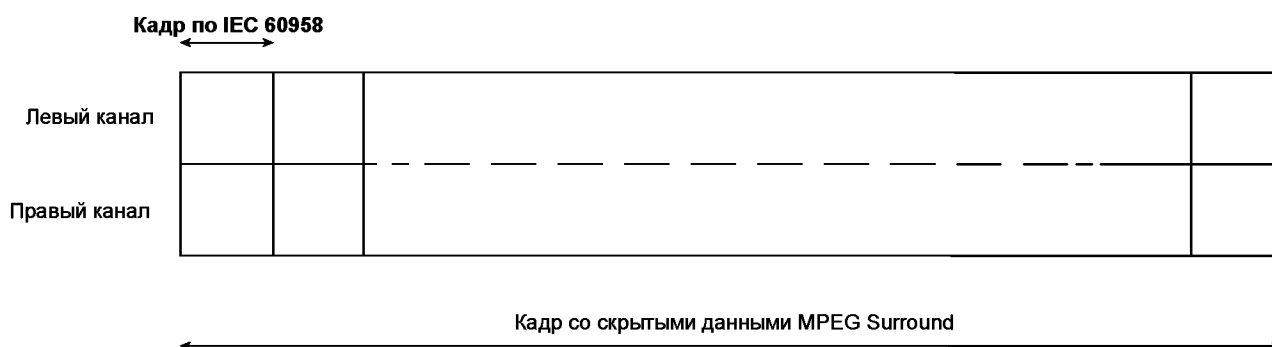 Кадр по IEC 60958
Левый канал
Правый канал
Кадр со скрытыми данными MPEG Surround